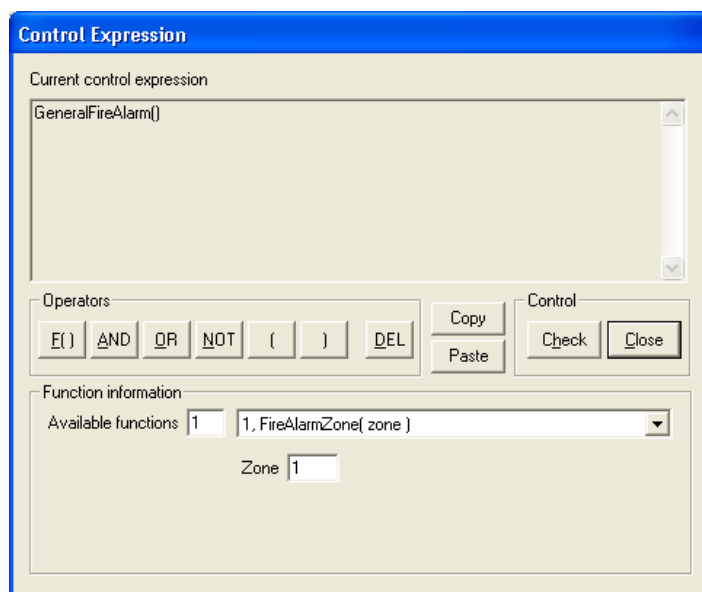 Control Expression
Current control expression
GeneralFireAlarm()
Operators
F() AND OR NOT ( ) DEL
Copy
Paste
Control
Check Close
Function information
Available functions 1 1, FireAlarmZone( zone )
Zone 1